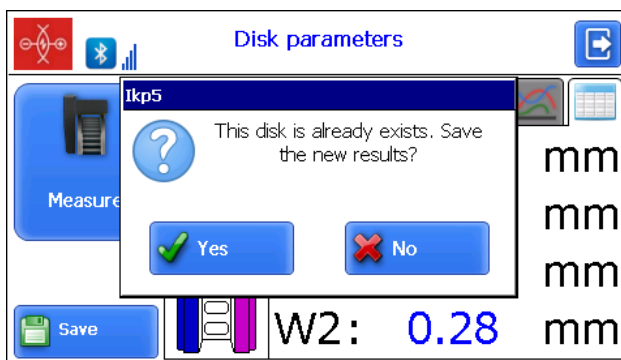 Disk parameters
Ikp5
This disk is already exists. Save
the new results?
Yes
No
Measure
mm
mm
mm
Save
W2: 0.28 mm